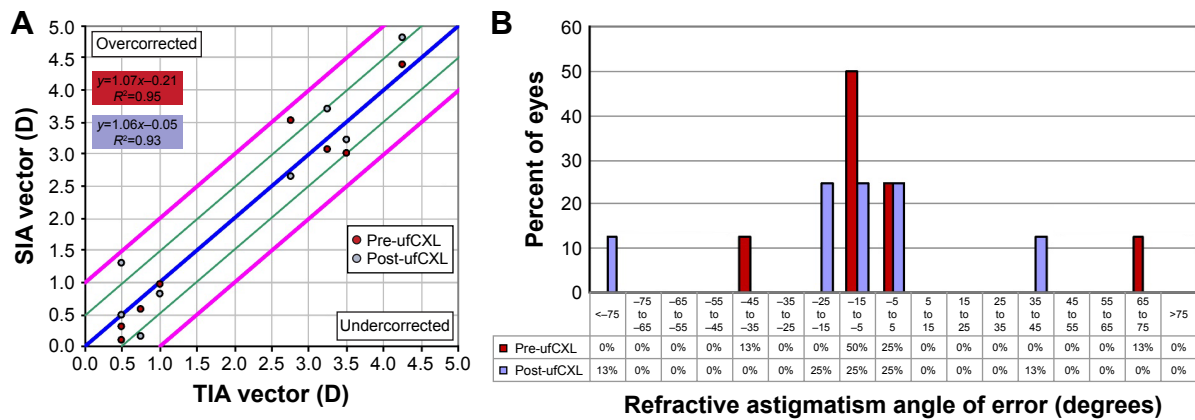 A
Overcorrected
y=1.07x–0.21
R²=0.95
y=1.06x–0.05
R²=0.93
Pre-ufCXL
Post-ufCXL
Undercorrected
SIA vector (D)
5.0
4.5
4.0
3.5
3.0
2.5
2.0
1.5
1.0
0.5
0.0
0.0 0.5 1.0 1.5 2.0 2.5 3.0 3.5 4.0 4.5 5.0
TIA vector (D)
B
Percent of eyes
60
50
40
30
20
10
0
<–75 –75 to –65 –65 to –55 –55 to –45 –45 to –35 –35 to –25 –25 to –15 –15 to –5 –5 to 5 5 to 15 15 to 25 25 to 35 35 to 45 45 to 55 55 to 65 65 to 75 >75
Pre-ufCXL 0% 0% 0% 0% 13% 0% 0% 50% 25% 0% 0% 0% 0% 0% 0% 13% 0%
Post-ufCXL 13% 0% 0% 0% 0% 0% 25% 25% 25% 0% 0% 0% 13% 0% 0% 0% 0%
Refractive astigmatism angle of error (degrees)